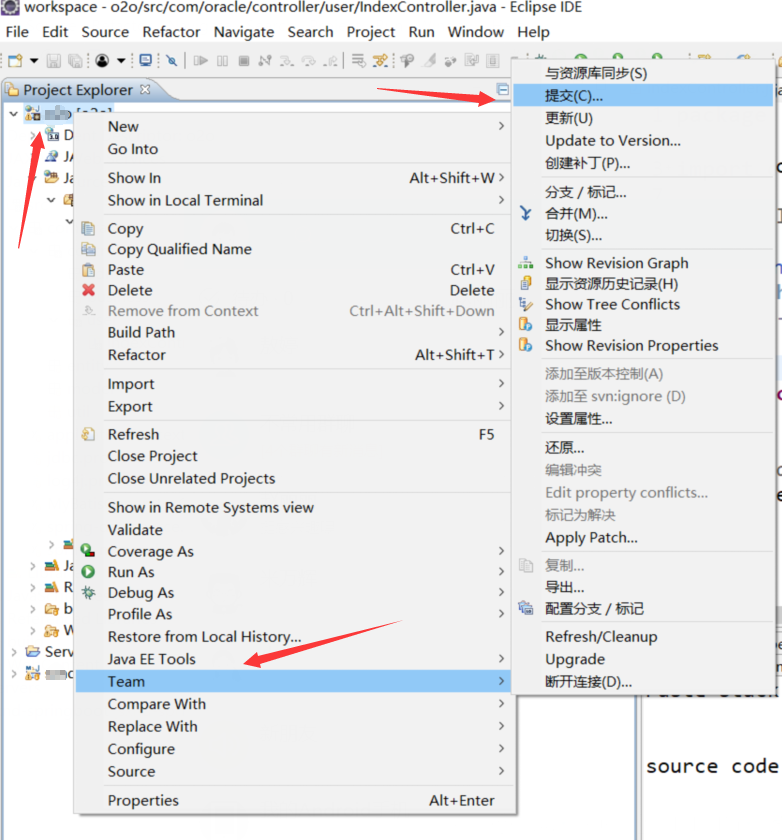 workspace - o2o/src/com/oracle/controller/user/IndexController.java - Eclipse IDE
File Edit Source Refactor Navigate Search Project Run Window Help
Project Explorer
New
Go Into
Show In Alt+Shift+W
Show in Local Terminal
Copy Ctrl+C
Copy Qualified Name
Paste Ctrl+V
Delete Delete
Remove from Context Ctrl+Alt+Shift+Down
Build Path
Refactor Alt+Shift+T
Import
Export
Refresh F5
Close Project
Close Unrelated Projects
Show in Remote Systems view
Validate
Coverage As
Run As
Debug As
Profile As
Restore from Local History...
Java EE Tools
Team
Compare With
Replace With
Configure
Source
Properties Alt+Enter
与资源库同步(S)
提交(C)...
更新(U)
Update to Version...
创建补丁(P)...
分支 / 标记...
合并(M)...
切换(S)...
Show Revision Graph
显示资源历史记录(H)
Show Tree Conflicts
显示属性
Show Revision Properties
添加至版本控制(A)
添加至 svn:ignore (D)
设置属性...
还原...
编辑冲突
Edit property conflicts...
标记为解决
Apply Patch...
复制...
导出...
配置分支 / 标记
Refresh/Cleanup
Upgrade
断开连接(D)...
source code